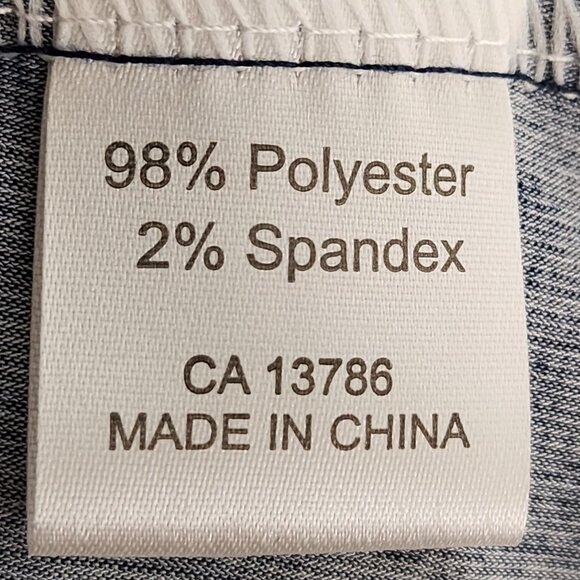 98% Polyester
2% Spandex
CA 13786
MADE IN CHINA